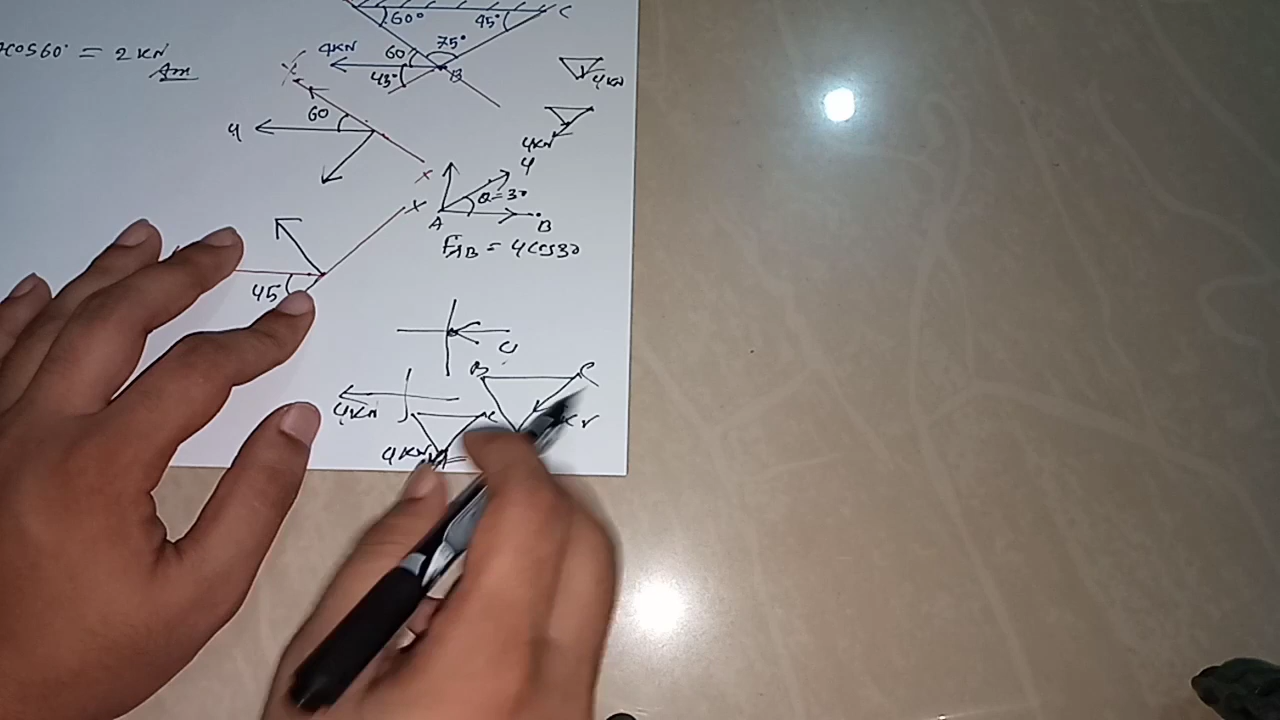 cos60° = 2 KN
Ans
60°
45°
C
75°
4KN
60
45°
B
4KN
4KN
60
4
X
X
4
θ=30
A
B
F_AB = 4cos30
X
45
B
C
4KN
C
4KN